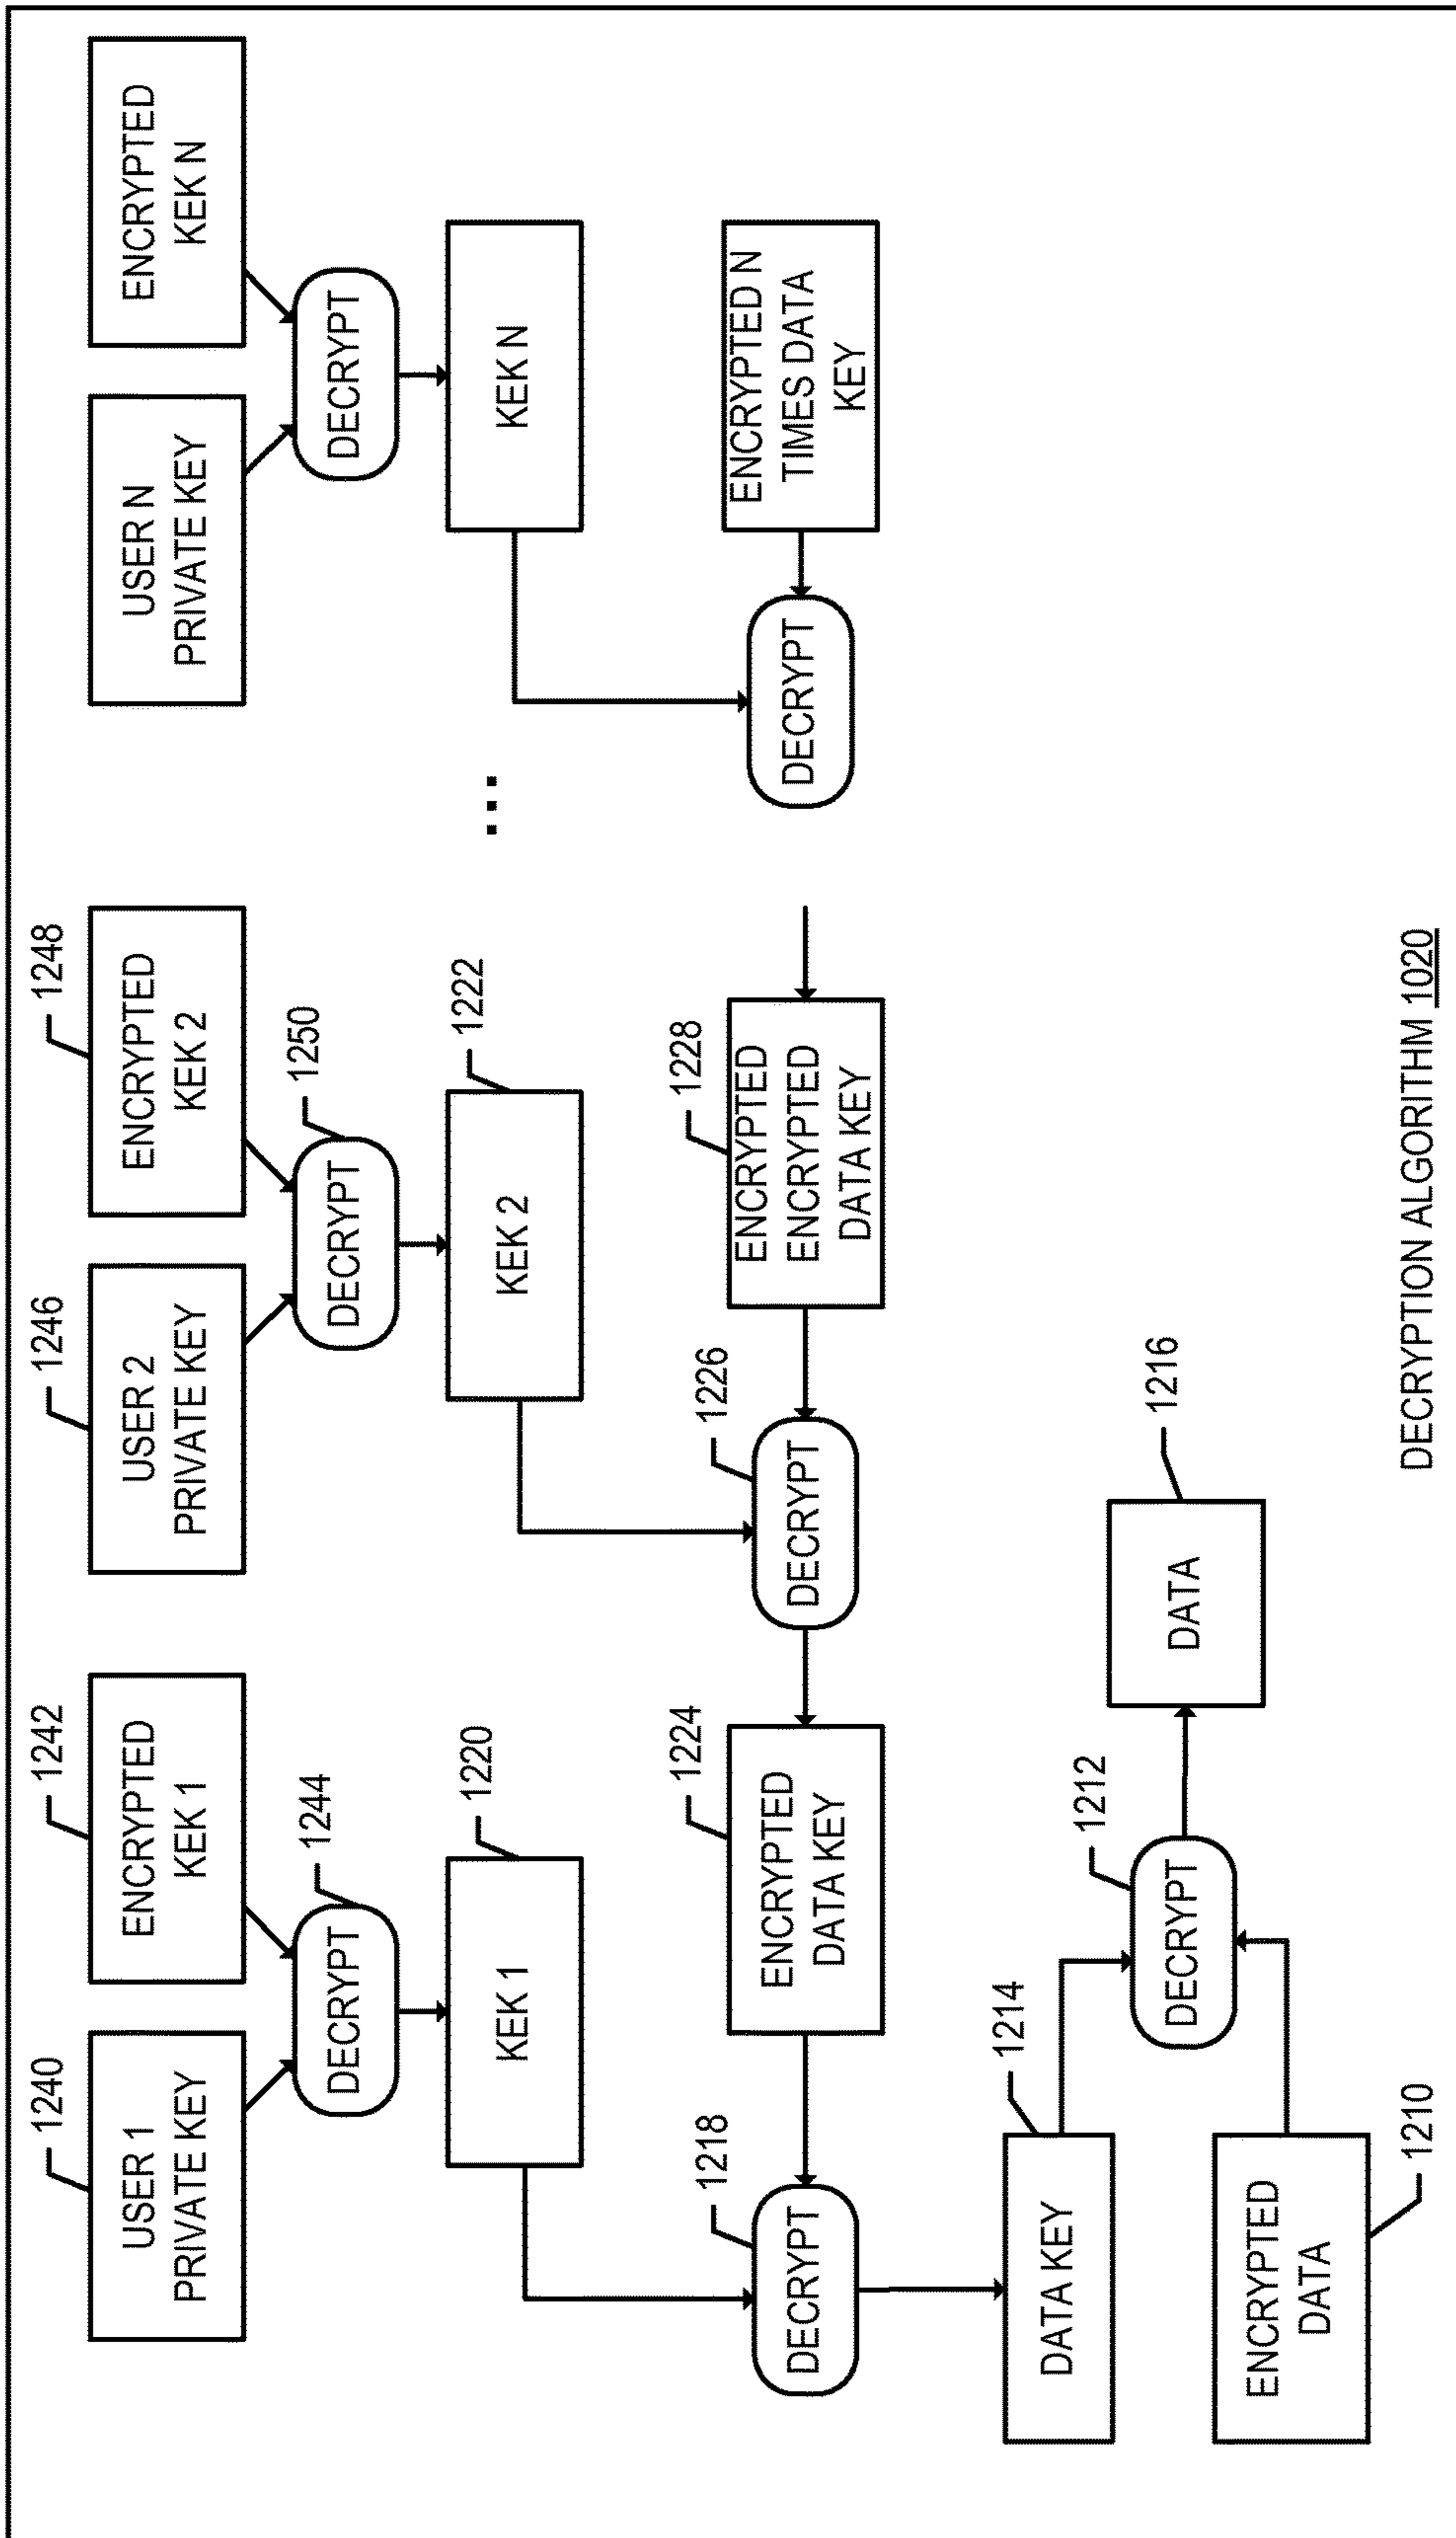 1240
USER 1
PRIVATE KEY
1242
ENCRYPTED
KEK 1
1246
USER 2
PRIVATE KEY
1248
ENCRYPTED
KEK 2
USER N
PRIVATE KEY
ENCRYPTED
KEK N
DECRYPT
1244
DECRYPT
1250
DECRYPT
KEK 1
1220
KEK 2
1222
KEK N
...
1218
DECRYPT
1224
ENCRYPTED
DATA KEY
1226
DECRYPT
1228
ENCRYPTED
ENCRYPTED
DATA KEY
DECRYPT
ENCRYPTED N
TIMES DATA
KEY
1214
DATA KEY
1212
DECRYPT
1216
DATA
ENCRYPTED
DATA
1210
DECRYPTION ALGORITHM 1020